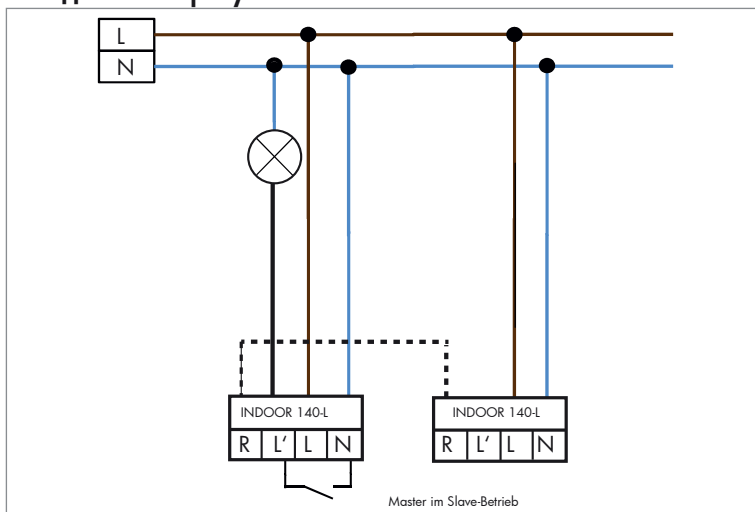 L
N
INDOOR 140-L
R L' L N
INDOOR 140-L
R L' L N
Master im Slave-Betrieb